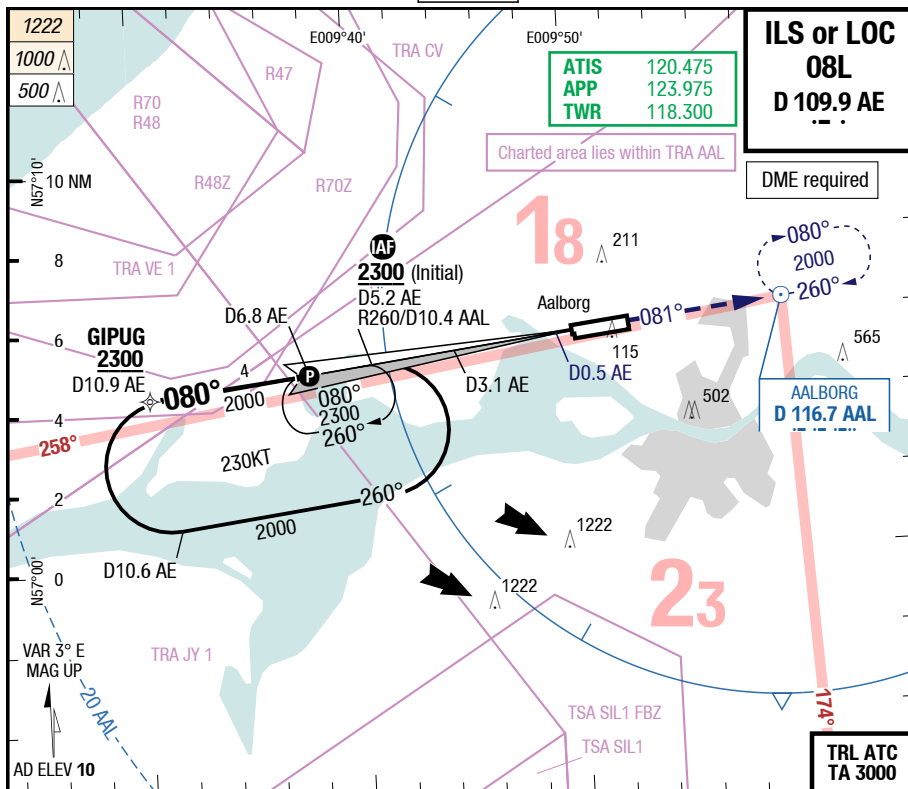 1222
1000
500
E009°40'
E009°50'
ILS or LOC
08L
D 109.9 AE
ATIS 120.475
APP 123.975
TWR 118.300
TRA CV
R47
R70
R48
Charted area lies within TRA AAL
DME required
N57°10'
10 NM
R48Z
R70Z
18
211
080°
2000
260°
8
IAF
2300 (Initial)
D5.2 AE
R260/D10.4 AAL
TRA VE 1
D6.8 AE
Aalborg
081°
6
GIPUG
2300
D10.9 AE
115
565
D3.1 AE
D0.5 AE
P
080°
4
2000
080°
2300
260°
AALBORG
D 116.7 AAL
502
4
258°
230KT
2
260°
2000
1222
D10.6 AE
N57°00'
0
1222
23
VAR 3° E
MAG UP
TRA JY 1
20 AAL
174°
TSA SIL1 FBZ
TSA SIL1
AD ELEV 10
TRL ATC
TA 3000